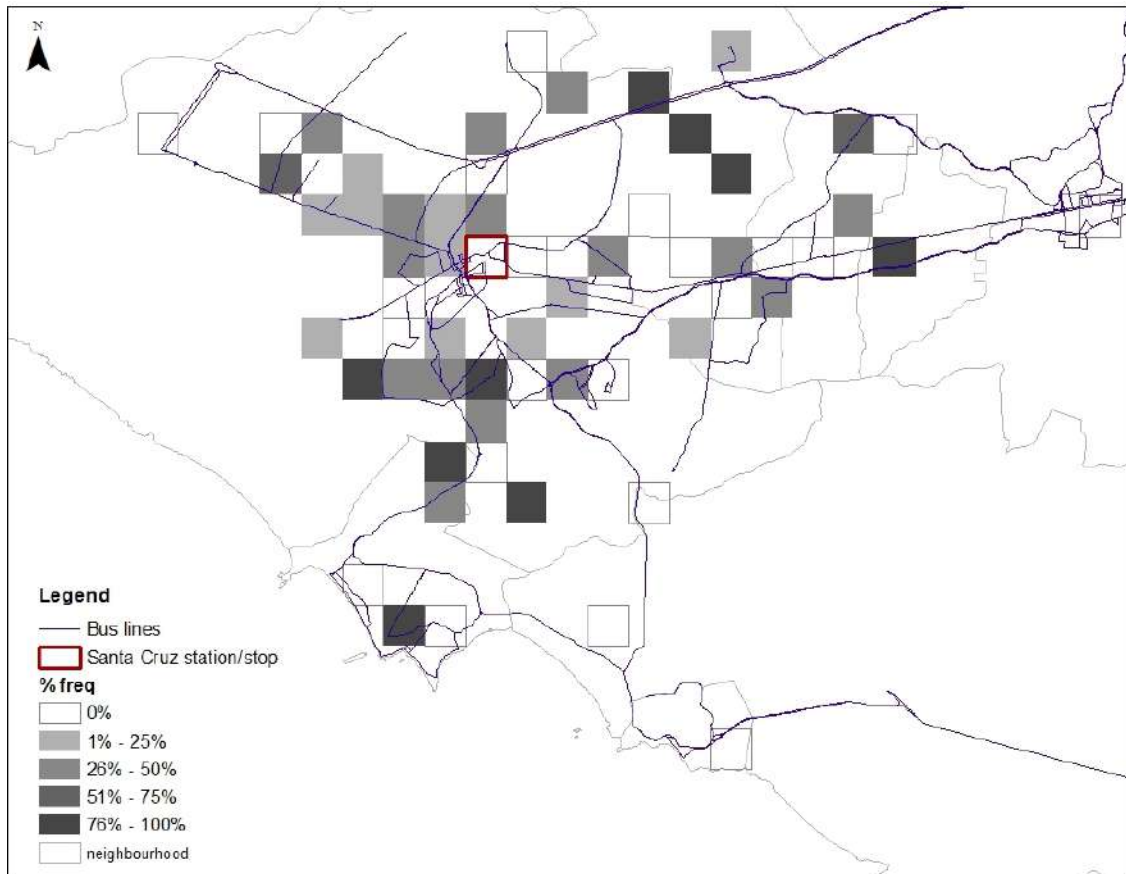 N
Legend
Bus lines
Santa Cruz station/stop
% freq
0%
1% - 25%
26% - 50%
51% - 75%
76% - 100%
neighbourhood